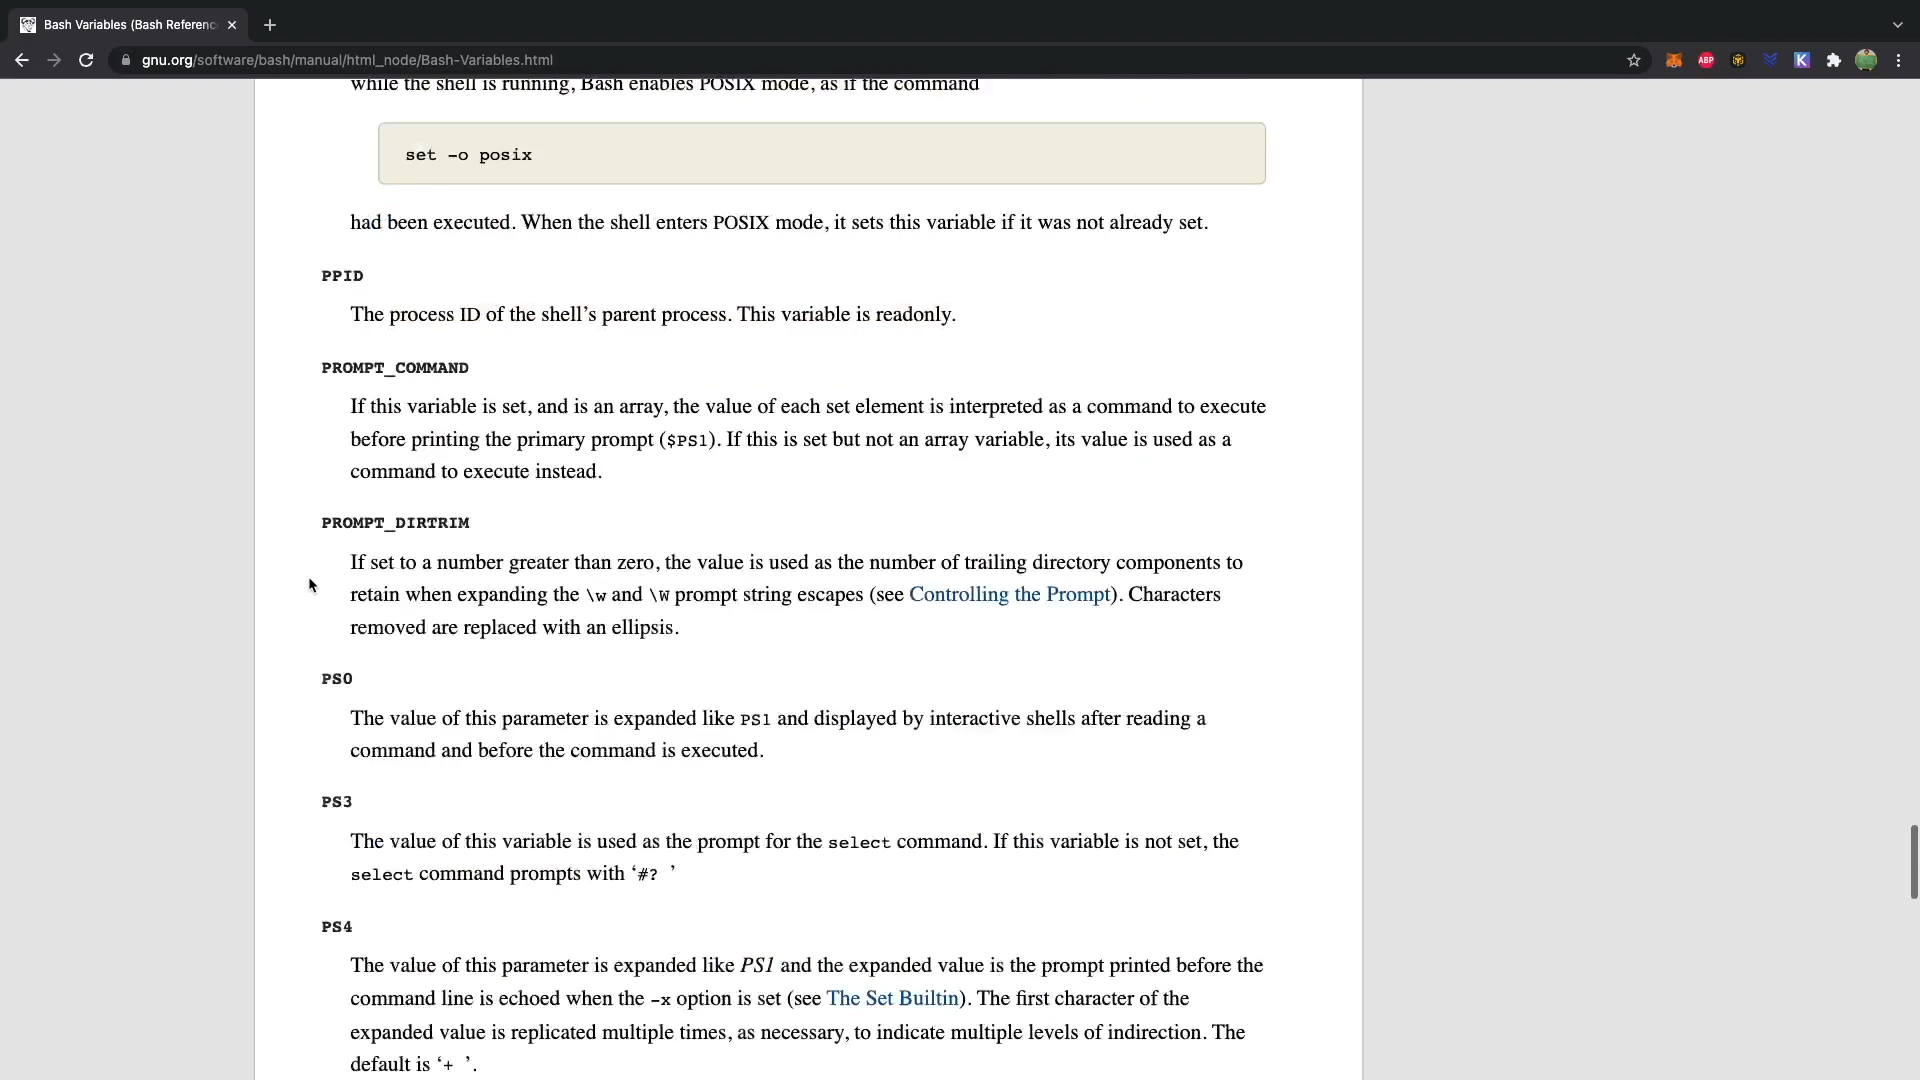 Bash Variables (Bash Referenc
gnu.org/software/bash/manual/html_node/Bash-Variables.html
ABP
K
while the shell is running, Bash enables POSIX mode, as if the command
set -o posix
had been executed. When the shell enters POSIX mode, it sets this variable if it was not already set.
PPID
The process ID of the shell’s parent process. This variable is readonly.
PROMPT_COMMAND
If this variable is set, and is an array, the value of each set element is interpreted as a command to execute
before printing the primary prompt ($PS1). If this is set but not an array variable, its value is used as a
command to execute instead.
PROMPT_DIRTRIM
If set to a number greater than zero, the value is used as the number of trailing directory components to
retain when expanding the \w and \W prompt string escapes (see Controlling the Prompt). Characters
removed are replaced with an ellipsis.
PS0
The value of this parameter is expanded like PS1 and displayed by interactive shells after reading a
command and before the command is executed.
PS3
The value of this variable is used as the prompt for the select command. If this variable is not set, the
select command prompts with ‘#? ’
PS4
The value of this parameter is expanded like PS1 and the expanded value is the prompt printed before the
command line is echoed when the -x option is set (see The Set Builtin). The first character of the
expanded value is replicated multiple times, as necessary, to indicate multiple levels of indirection. The
default is ‘+ ’.